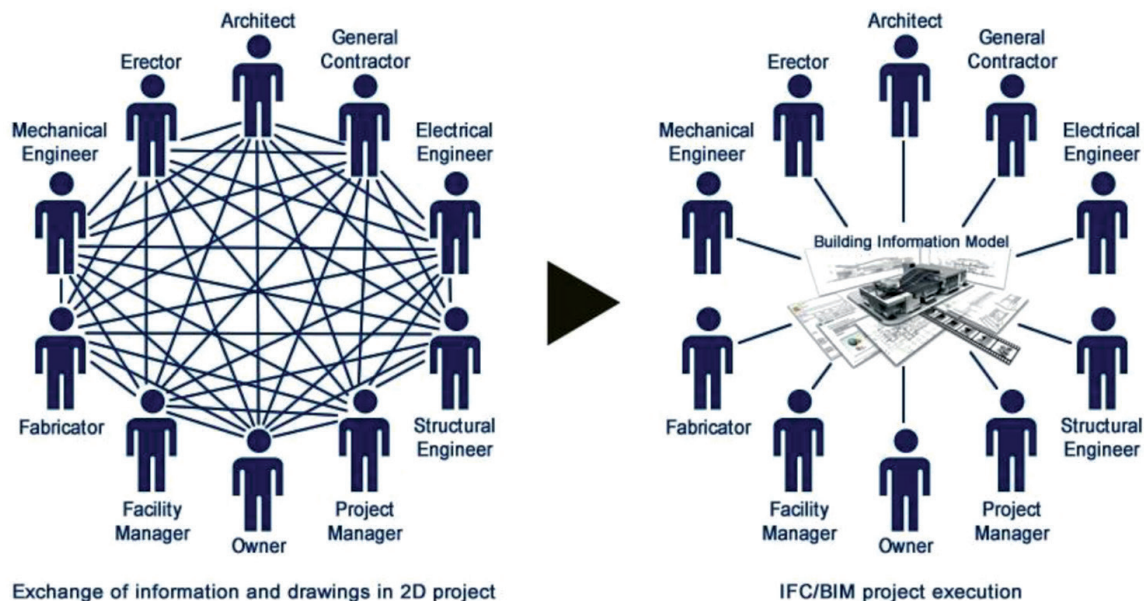 Architect
General
Contractor
Erector
Mechanical
Engineer
Electrical
Engineer
Fabricator
Structural
Engineer
Facility
Manager
Owner
Project
Manager
Exchange of information and drawings in 2D project
Architect
General
Contractor
Erector
Mechanical
Engineer
Electrical
Engineer
Building Information Model
Fabricator
Structural
Engineer
Facility
Manager
Owner
Project
Manager
IFC/BIM project execution